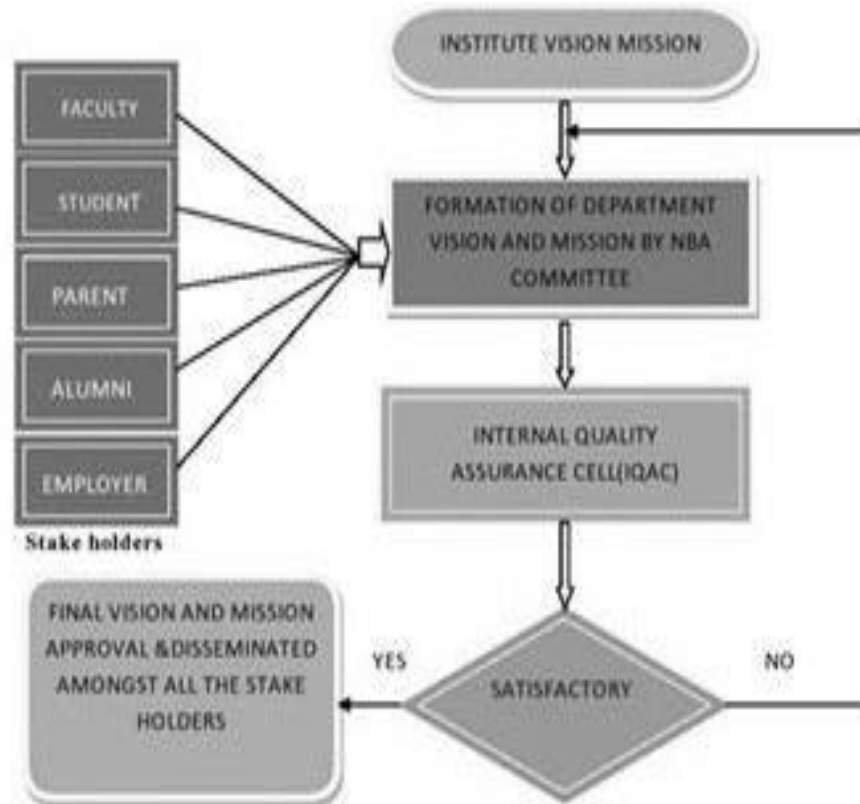 INSTITUTE VISION MISSION
FACULTY
STUDENT
PARENT
ALUMNI
EMPLOYER
Stake holders
FORMATION OF DEPARTMENT
VISION AND MISSION BY NBA
COMMITTEE
INTERNAL QUALITY
ASSURANCE CELL(IQAC)
SATISFACTORY
YES
NO
FINAL VISION AND MISSION
APPROVAL &DISSEMINATED
AMONGST ALL THE STAKE
HOLDERS